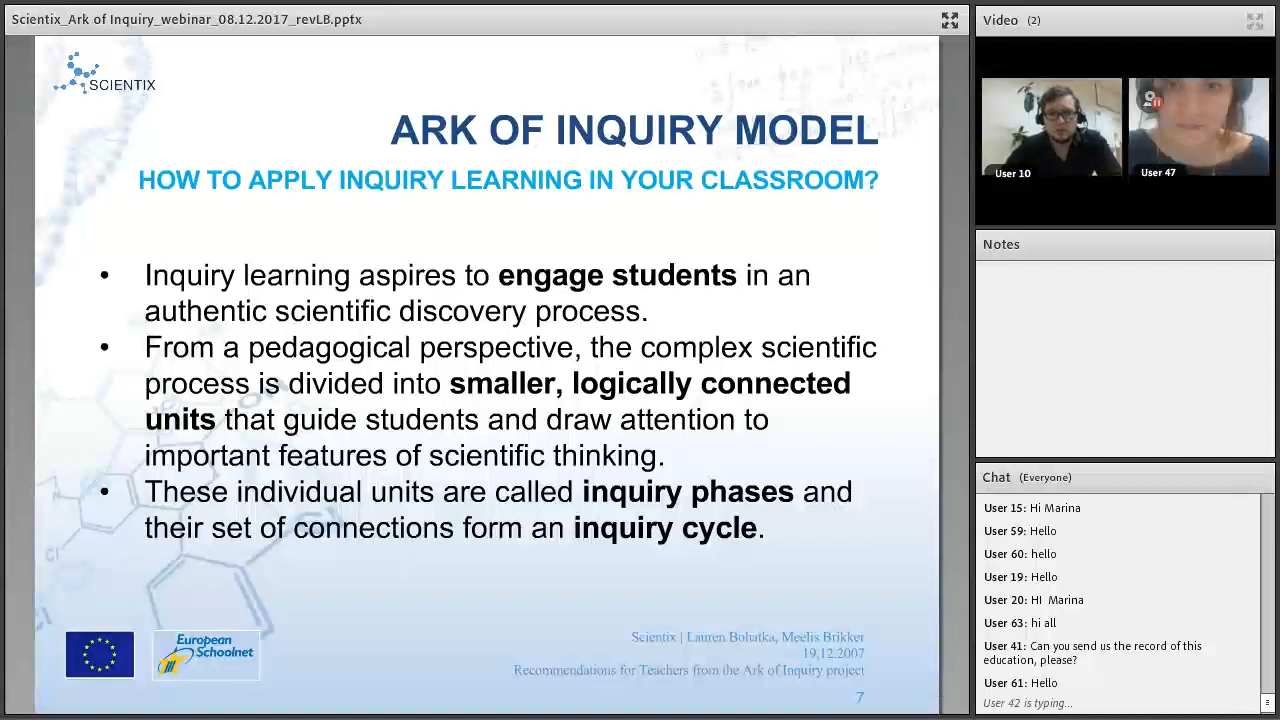 Scientix_Ark of Inquiry_webinar_08.12.2017_revLB.pptx
SCIENTIX
ARK OF INQUIRY MODEL
HOW TO APPLY INQUIRY LEARNING IN YOUR CLASSROOM?
• Inquiry learning aspires to engage students in an
authentic scientific discovery process.
• From a pedagogical perspective, the complex scientific
process is divided into smaller, logically connected
units that guide students and draw attention to
important features of scientific thinking.
• These individual units are called inquiry phases and
their set of connections form an inquiry cycle.
Cl
European
Schoolnet
Scientix | Lauren Bohatka, Meelis Brikker
19.12.2007
Recommendations for Teachers from the Ark of Inquiry project
7
Video (2)
User 10
User 47
Notes
Chat (Everyone)
User 15: Hi Marina
User 59: Hello
User 60: hello
User 19: Hello
User 20: HI Marina
User 63: hi all
User 41: Can you send us the record of this
education, please?
User 61: Hello
User 42 is typing...